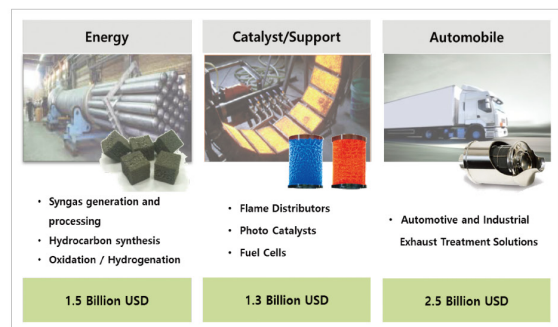 Energy
• Syngas generation and
processing
• Hydrocarbon synthesis
• Oxidation / Hydrogenation
1.5 Billion USD
Catalyst/Support
• Flame Distributors
• Photo Catalysts
• Fuel Cells
1.3 Billion USD
Automobile
• Automotive and Industrial
Exhaust Treatment Solutions
2.5 Billion USD